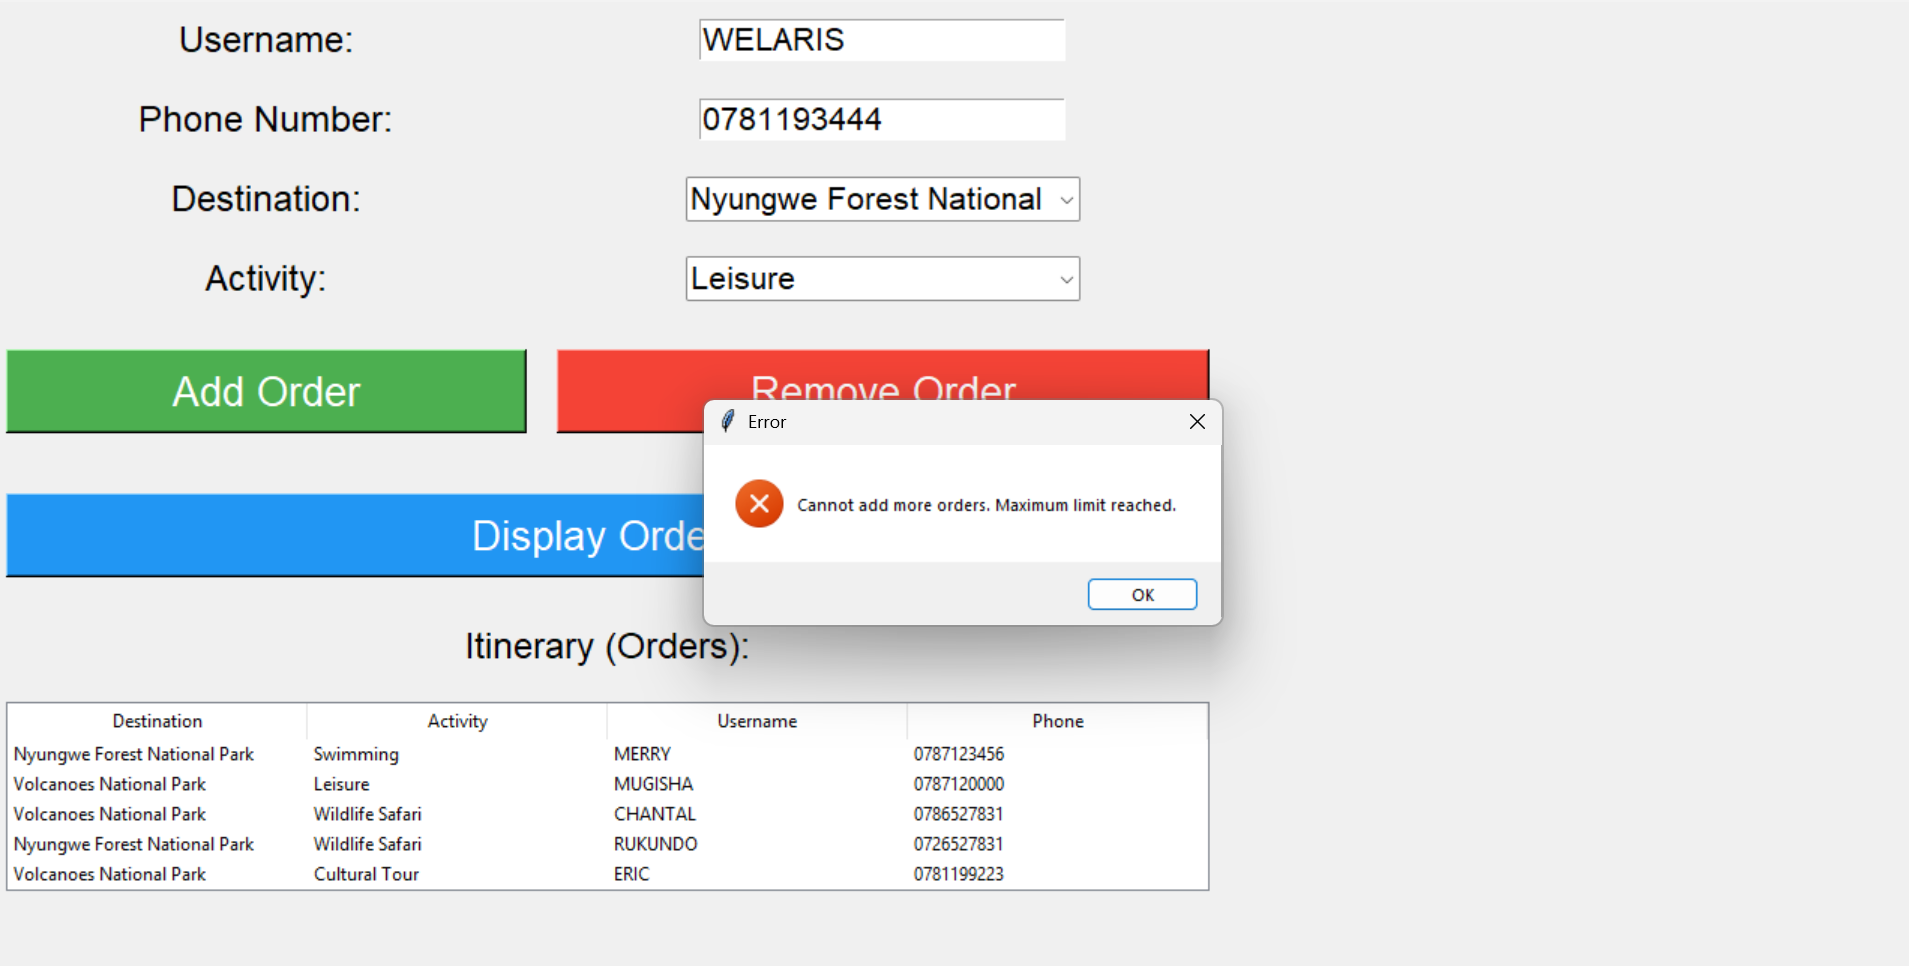 Username: WELARIS
Phone Number: 0781193444
Destination: Nyungwe Forest National
Activity: Leisure
Add Order Remove Order
Error
Cannot add more orders. Maximum limit reached.
Display Orde
OK
Itinerary (Orders):
Destination Activity Username Phone
Nyungwe Forest National Park Swimming MERRY 0787123456
Volcanoes National Park Leisure MUGISHA 0787120000
Volcanoes National Park Wildlife Safari CHANTAL 0786527831
Nyungwe Forest National Park Wildlife Safari RUKUNDO 0726527831
Volcanoes National Park Cultural Tour ERIC 0781199223